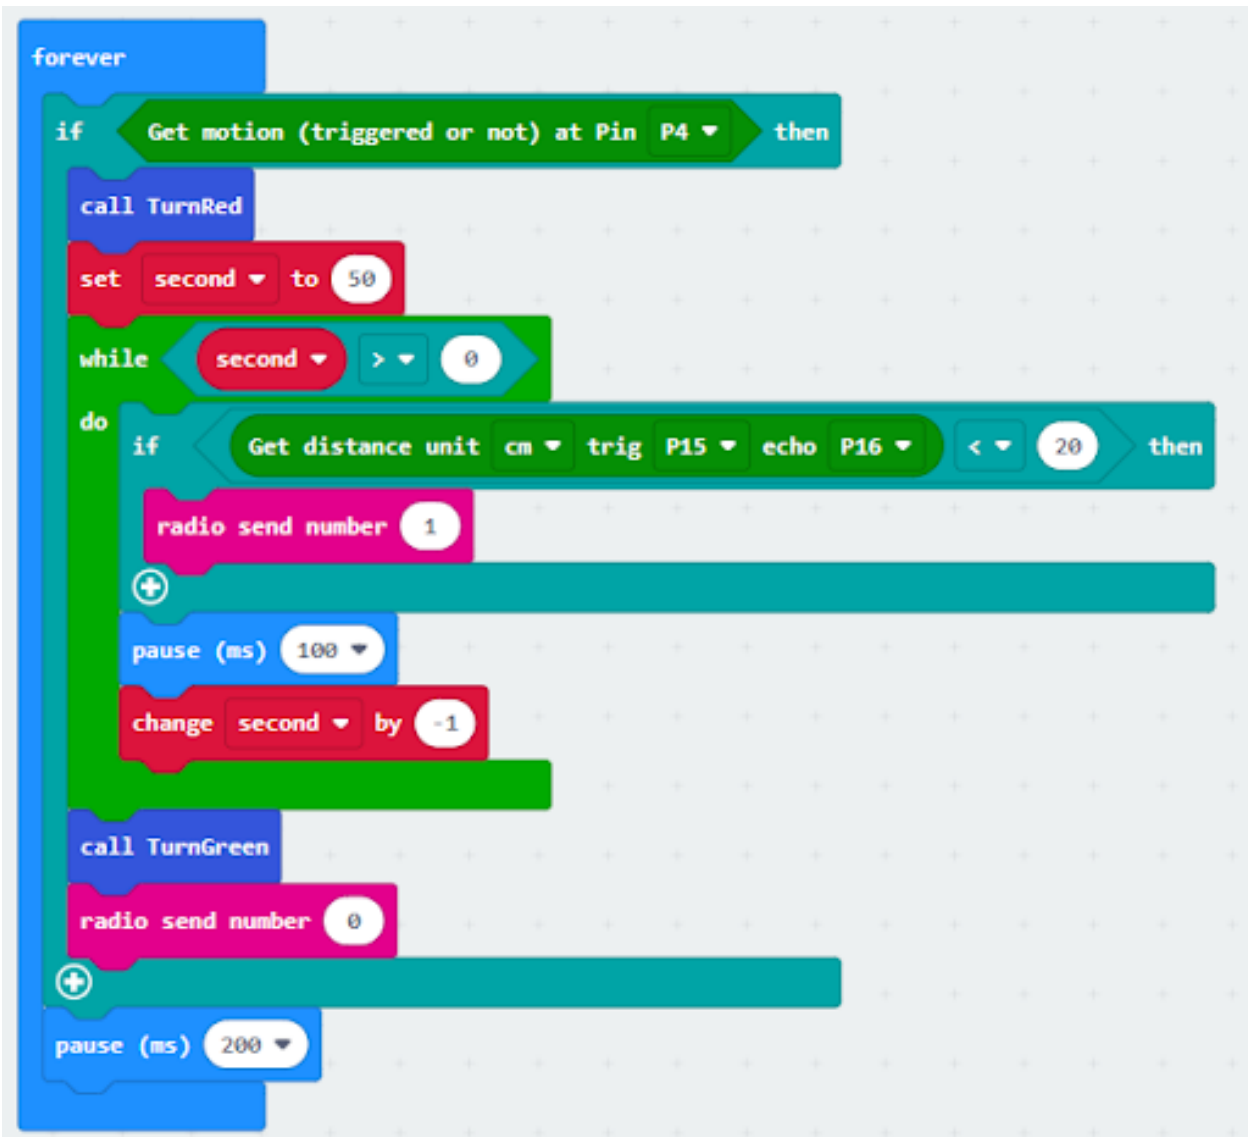 forever
if Get motion (triggered or not) at Pin P4 then
call TurnRed
set second to 50
while second > 0
do
if Get distance unit cm trig P15 echo P16 < 20 then
radio send number 1
pause (ms) 100
change second by -1
call TurnGreen
radio send number 0
pause (ms) 200